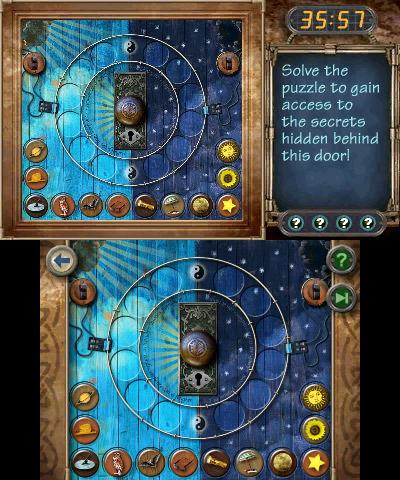 35:57
Solve the
puzzle to gain
access to
the secrets
hidden behind
this door!
? ? ? ?
?